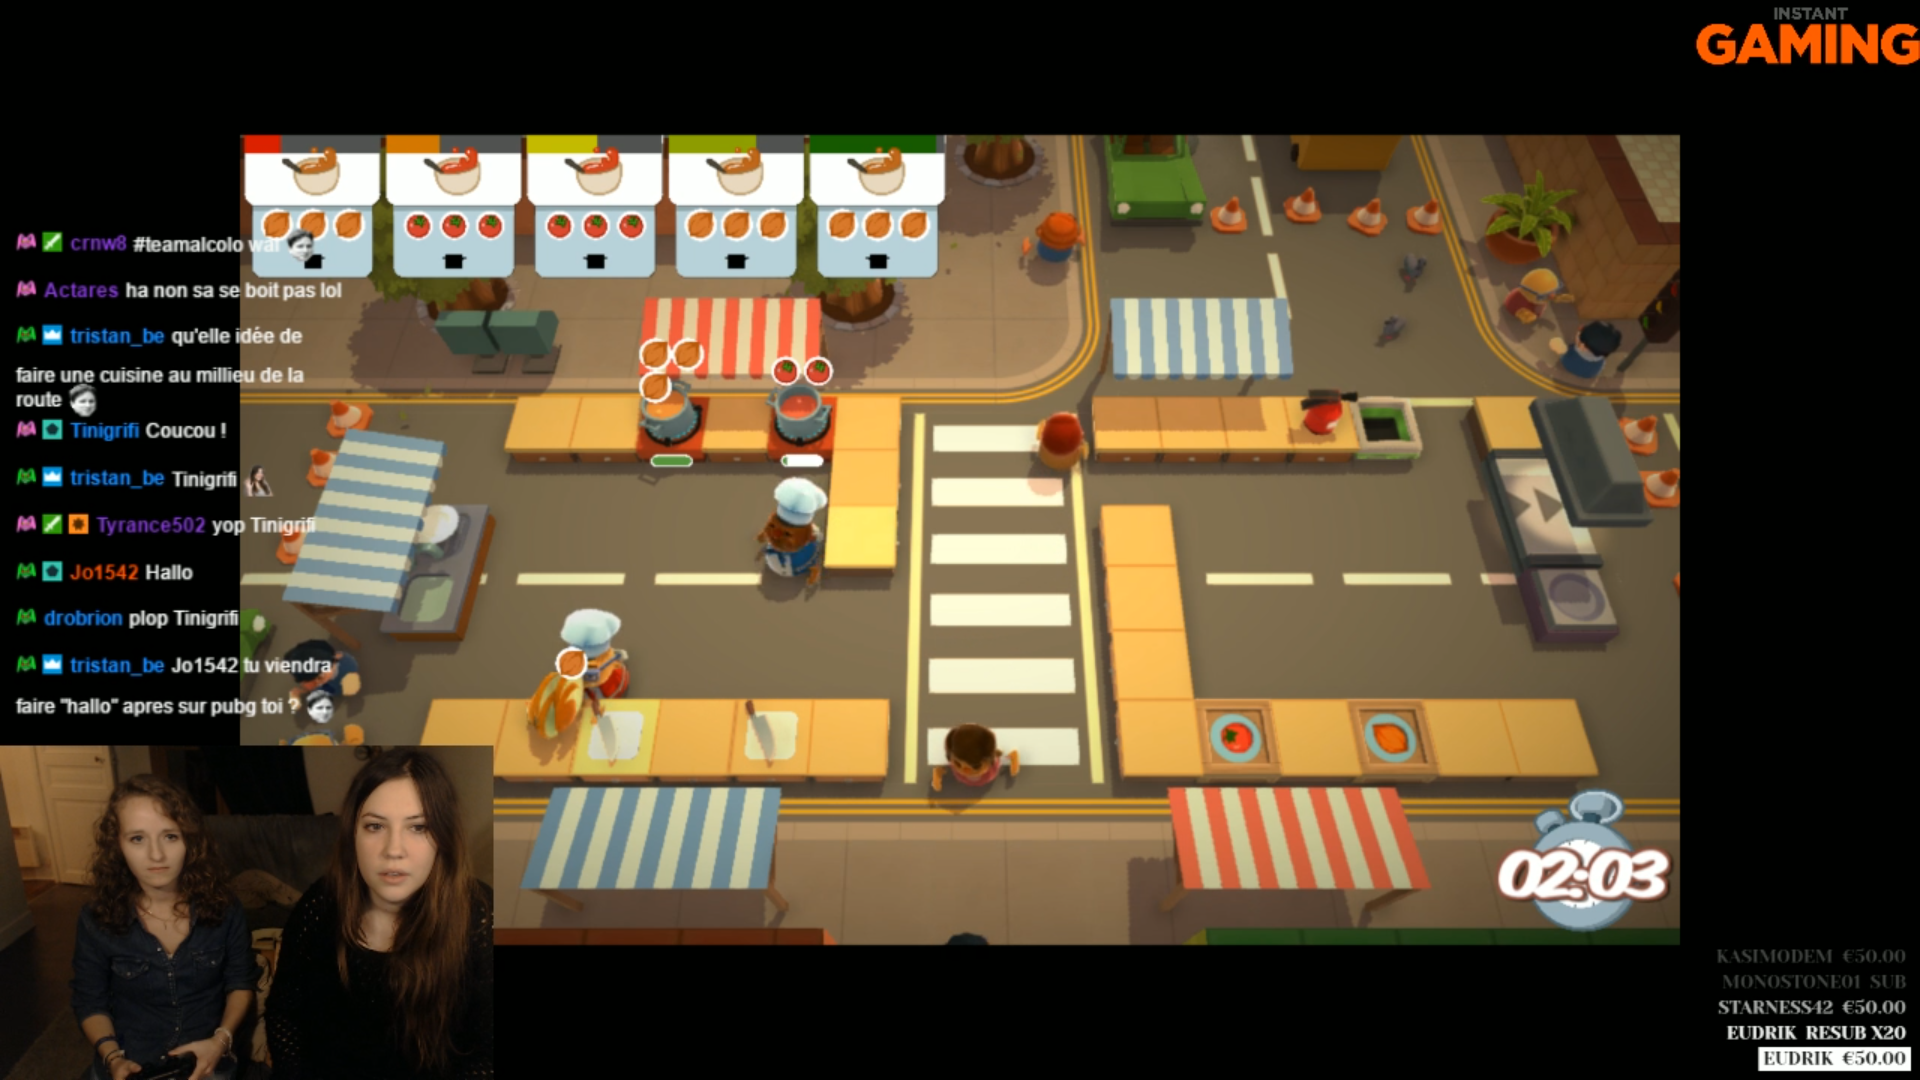 INSTANT
GAMING
crnw8 #teamalcolo war
Actares ha non sa se boit pas lol
tristan_be qu'elle idée de
faire une cuisine au millieu de la
route
Tinigrifi Coucou !
tristan_be Tinigrifi
Tyrance502 yop Tinigrifi
Jo1542 Hallo
drobrion plop Tinigrifi
tristan_be Jo1542 tu viendra
faire "hallo" apres sur pubg toi ?
02:03
KASIMODEM €50.00
MONOSTONE01 SUB
STARNESS42 €50.00
EUDRIK RESUB X20
EUDRIK €50.00